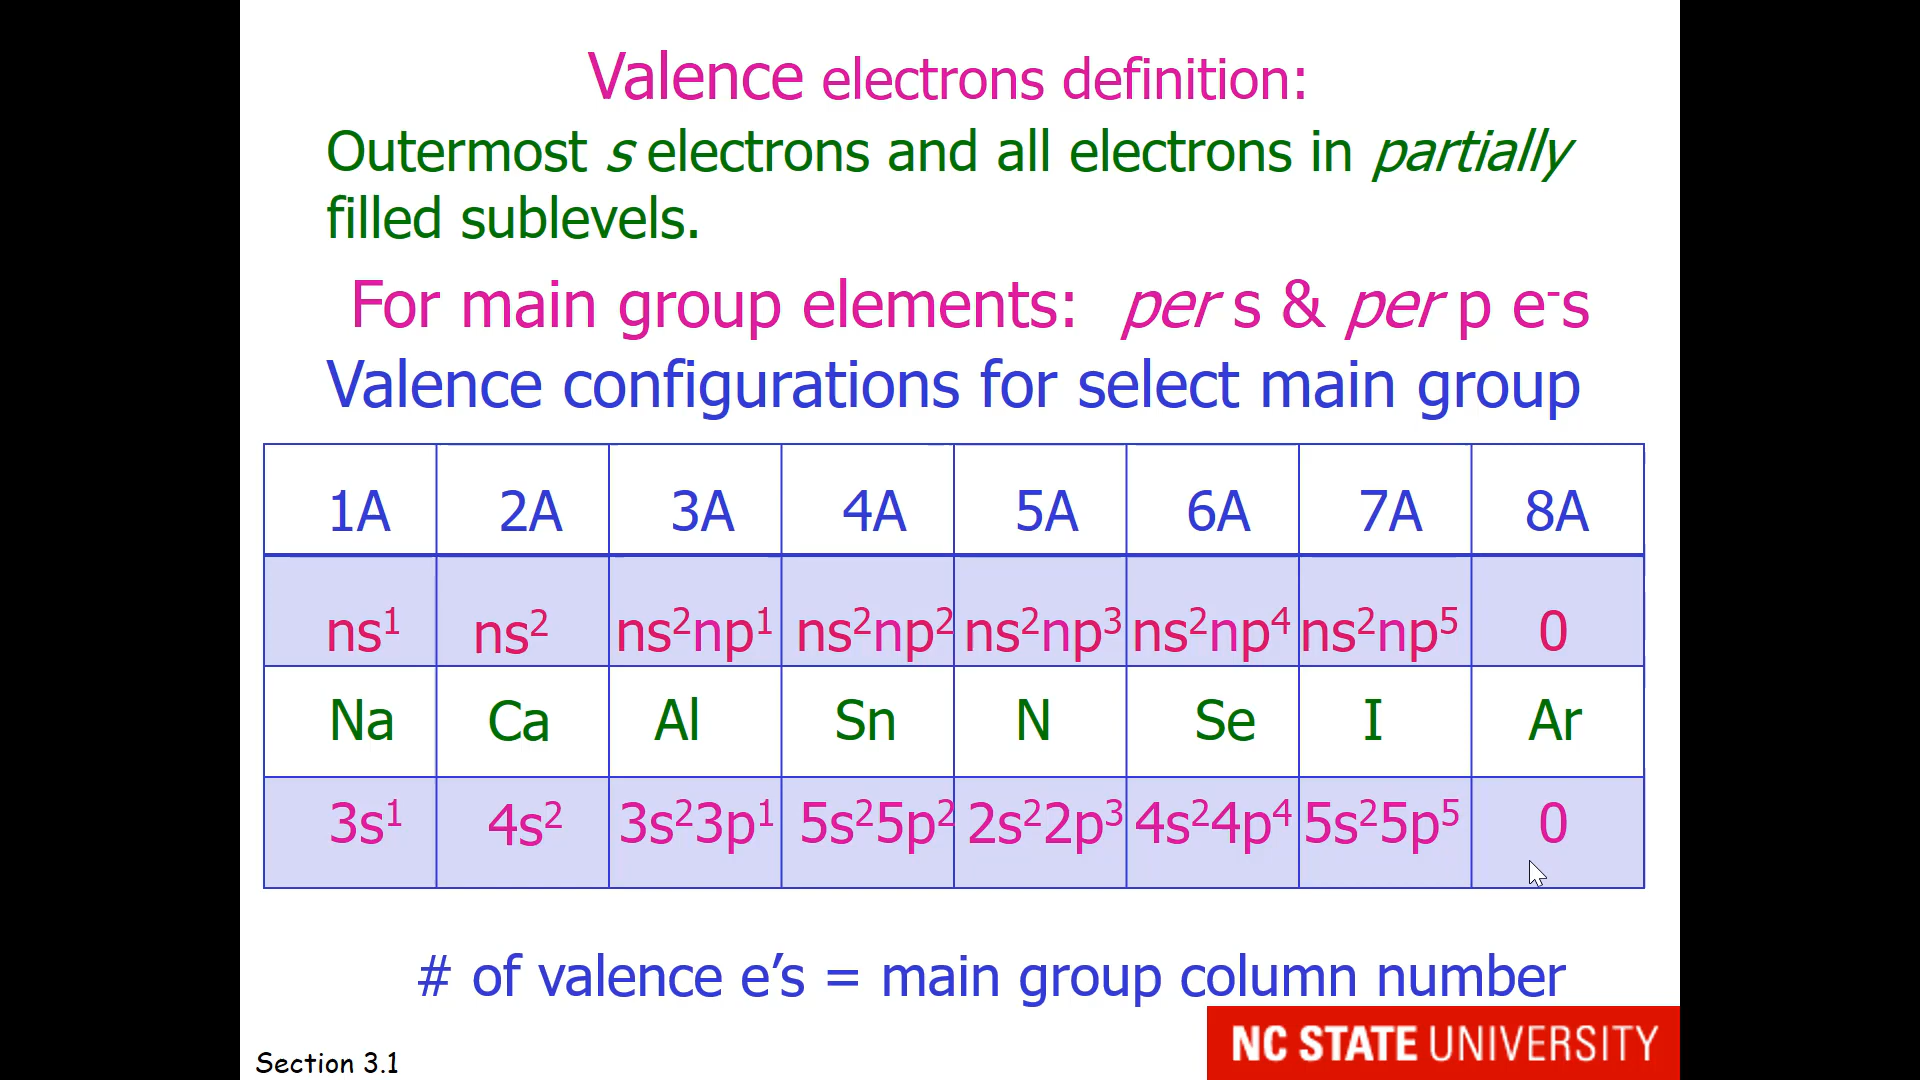 Valence electrons definition:
Outermost s electrons and all electrons in partially
filled sublevels.
For main group elements: per s & per p e⁻s
Valence configurations for select main group
1A 2A 3A 4A 5A 6A 7A 8A
ns¹ ns² ns²np¹ ns²np² ns²np³ ns²np⁴ ns²np⁵ 0
Na Ca Al Sn N Se I Ar
3s¹ 4s² 3s²3p¹ 5s²5p² 2s²2p³ 4s²4p⁴ 5s²5p⁵ 0
# of valence e’s = main group column number
NC STATE UNIVERSITY
Section 3.1